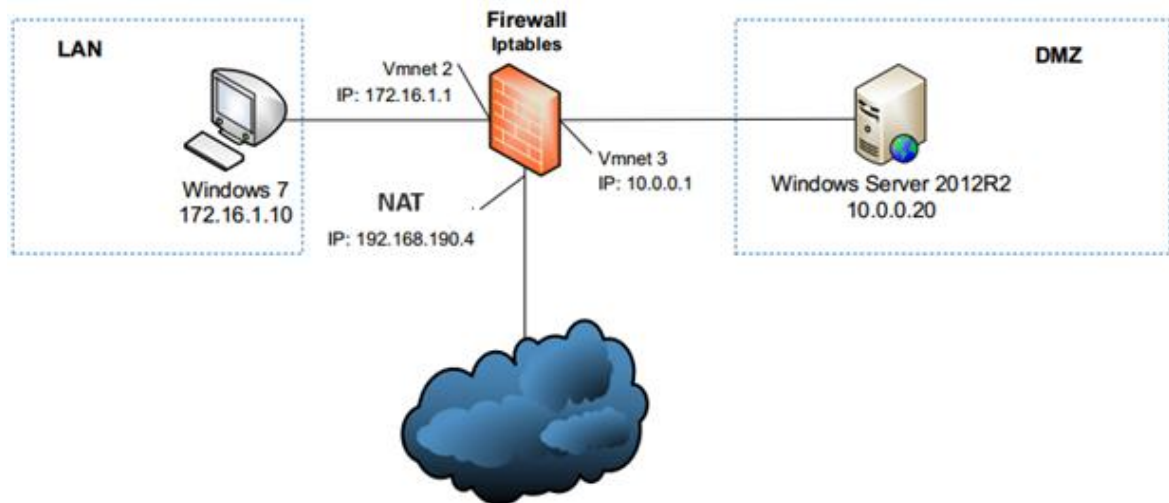 Firewall
Iptables
LAN
DMZ
Vmnet 2
IP: 172.16.1.1
Vmnet 3
IP: 10.0.0.1
Windows 7
172.16.1.10
Windows Server 2012R2
10.0.0.20
NAT
IP: 192.168.190.4